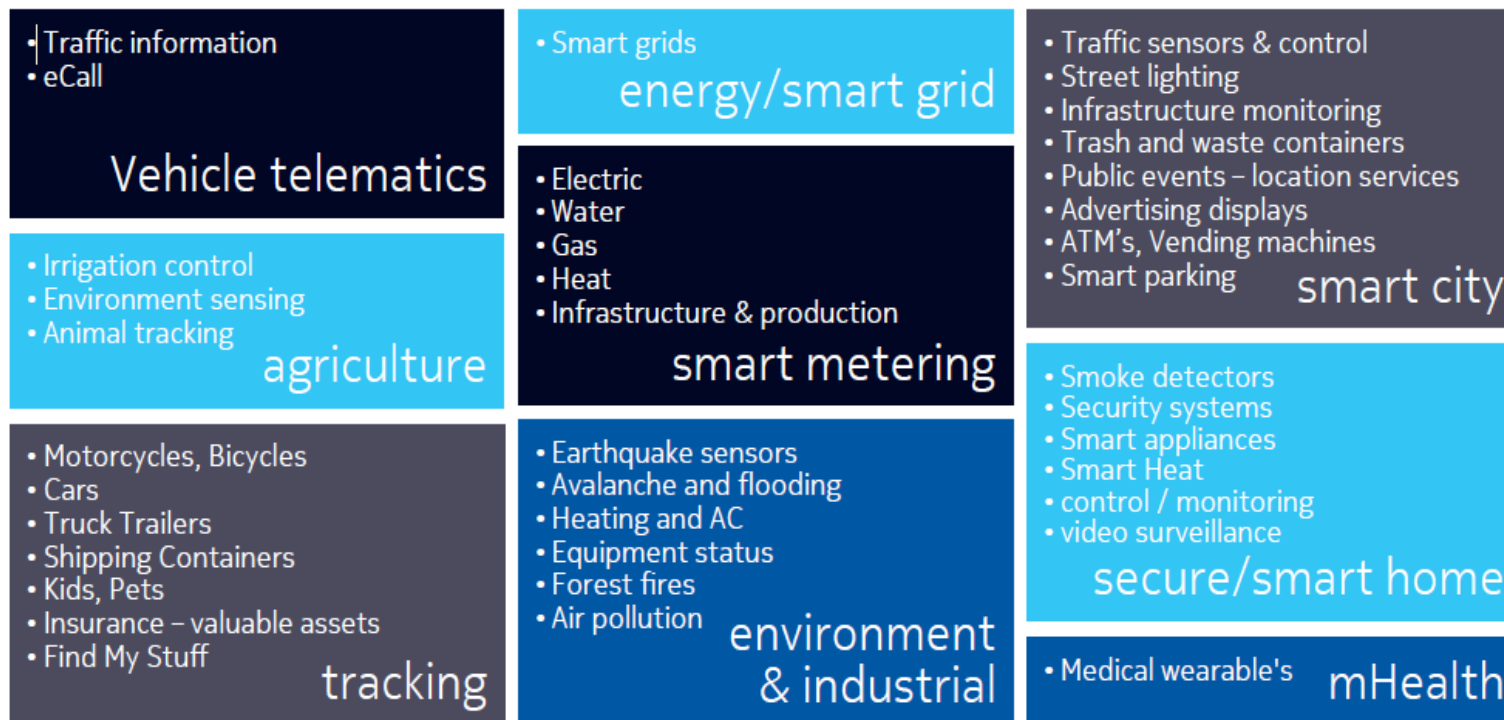 • Traffic information
• eCall
Vehicle telematics
• Irrigation control
• Environment sensing
• Animal tracking
agriculture
• Motorcycles, Bicycles
• Cars
• Truck Trailers
• Shipping Containers
• Kids, Pets
• Insurance – valuable assets
• Find My Stuff
tracking
• Smart grids
energy/smart grid
• Electric
• Water
• Gas
• Heat
• Infrastructure & production
smart metering
• Earthquake sensors
• Avalanche and flooding
• Heating and AC
• Equipment status
• Forest fires
• Air pollution
environment
& industrial
• Traffic sensors & control
• Street lighting
• Infrastructure monitoring
• Trash and waste containers
• Public events – location services
• Advertising displays
• ATM’s, Vending machines
• Smart parking
smart city
• Smoke detectors
• Security systems
• Smart appliances
• Smart Heat
• control / monitoring
• video surveillance
secure/smart home
• Medical wearable's
mHealth